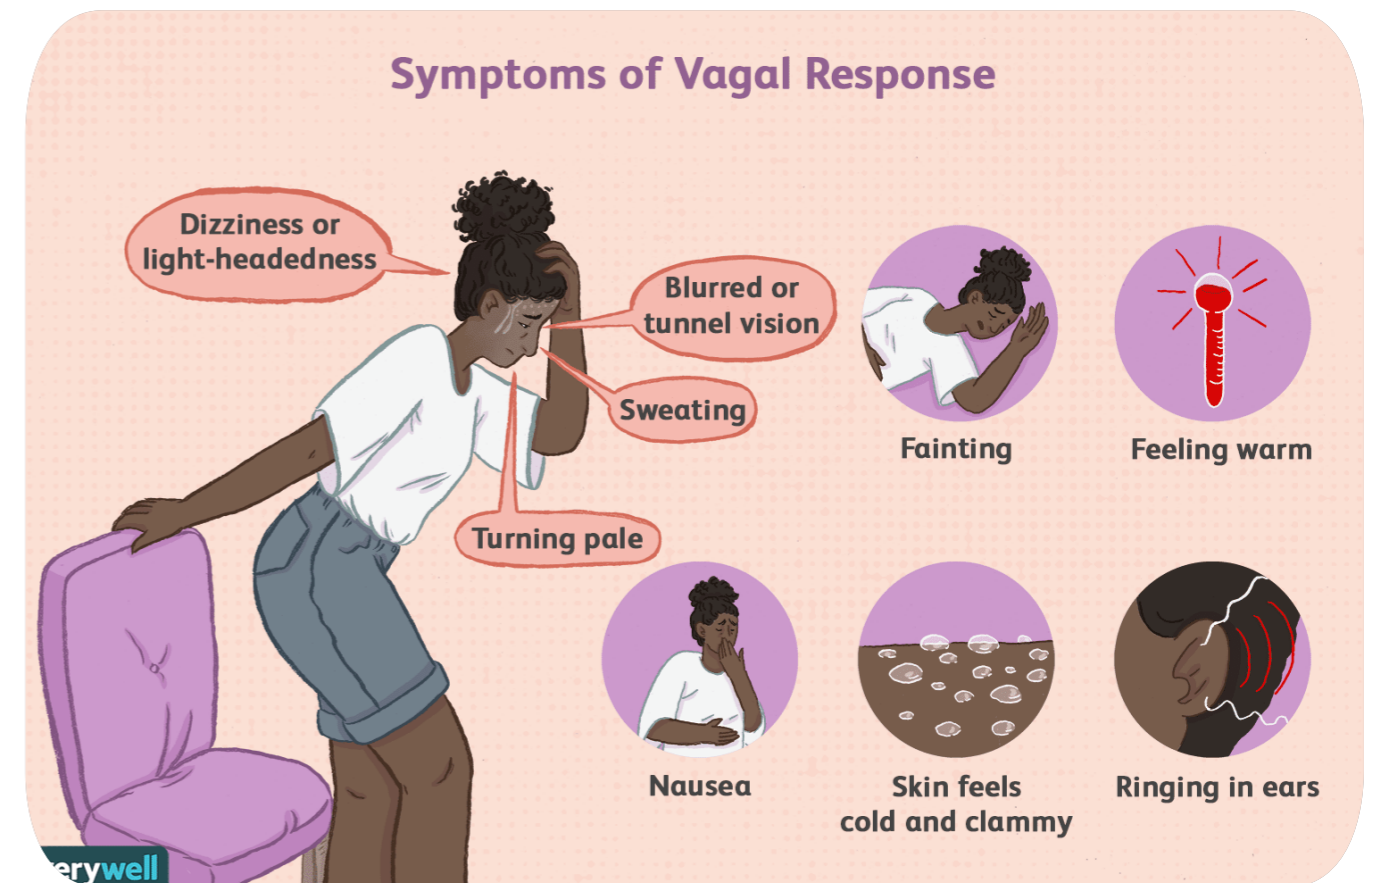 Symptoms of Vagal Response
Dizziness or
light-headedness
Blurred or
tunnel vision
Sweating
Turning pale
Fainting
Feeling warm
Nausea
Skin feels
cold and clammy
Ringing in ears
erywell